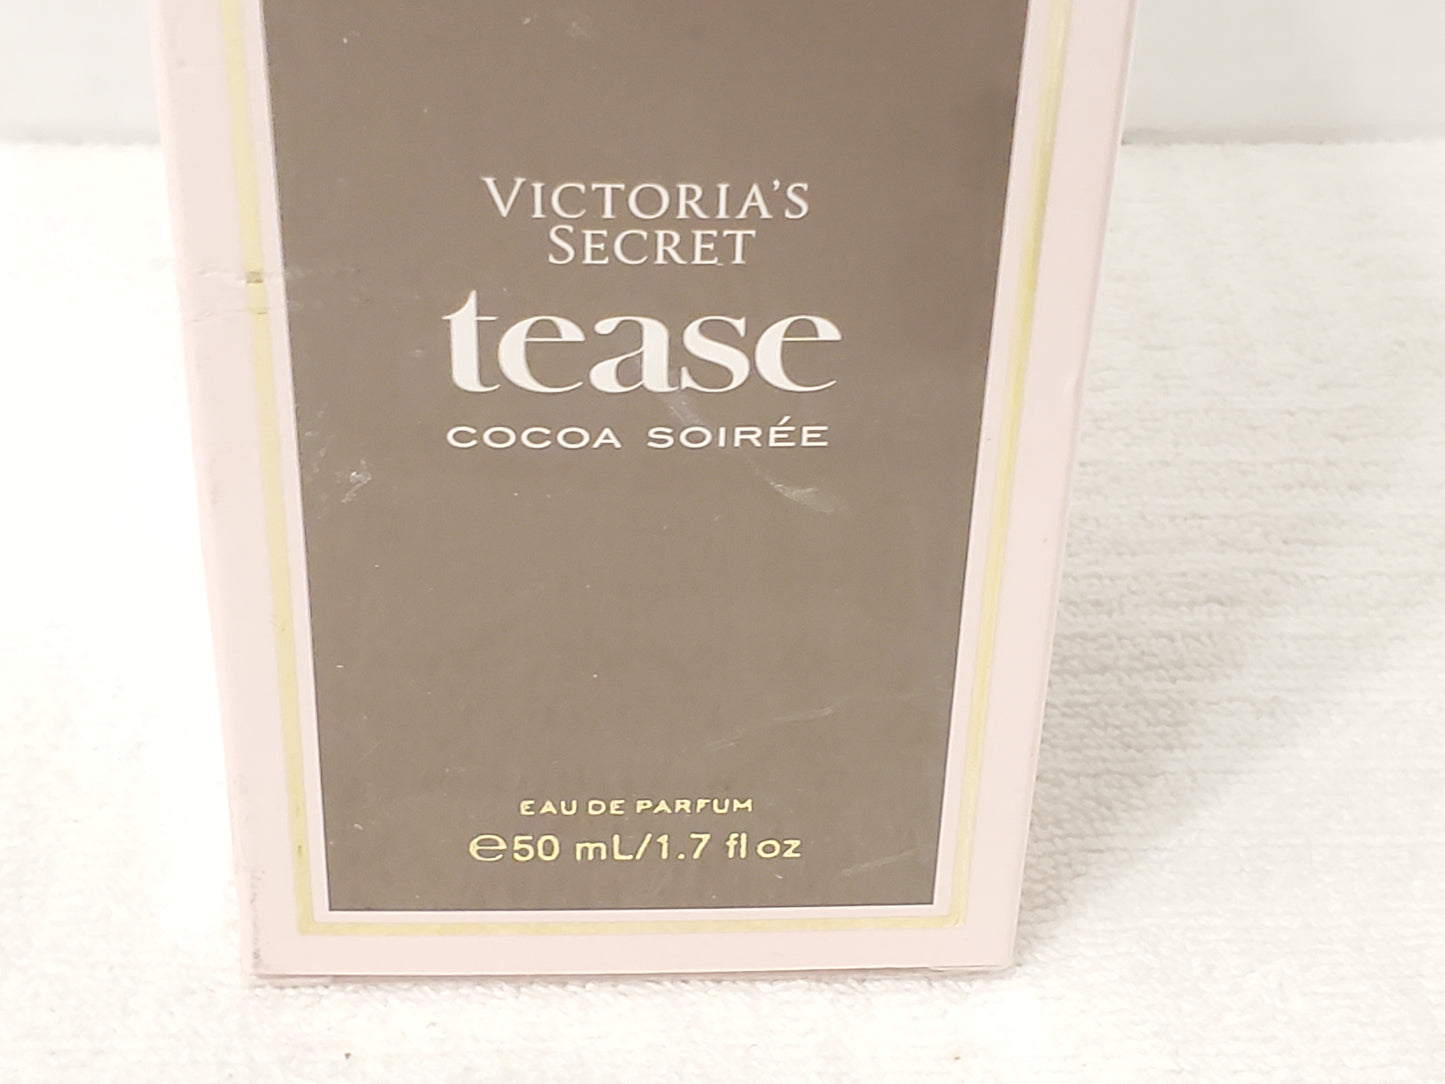 VICTORIA'S
SECRET
tease
COCOA SOIRÉE
EAU DE PARFUM
℮50 mL/1.7 fl oz